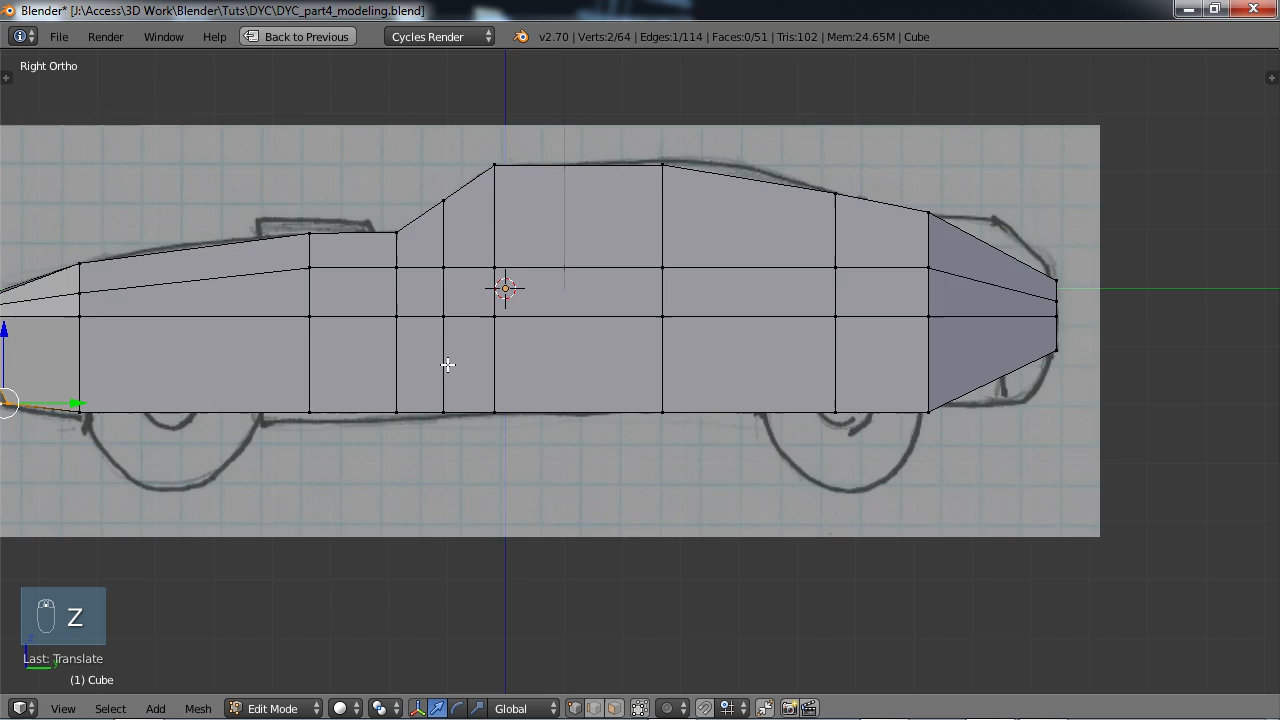 Blender* [J:\Access\3D Work\Blender\Tuts\DYC\DYC_part4_modeling.blend]
File Render Window Help Back to Previous Cycles Render v2.70 | Verts:2/64 | Edges:1/114 | Faces:0/51 | Tris:102 | Mem:24.65M | Cube
Right Ortho
Z
z
Last: Translate
(1) Cube
View Select Add Mesh Edit Mode Global